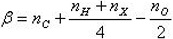 β = n_C + (n_H + n_X)/4 − n_O/2